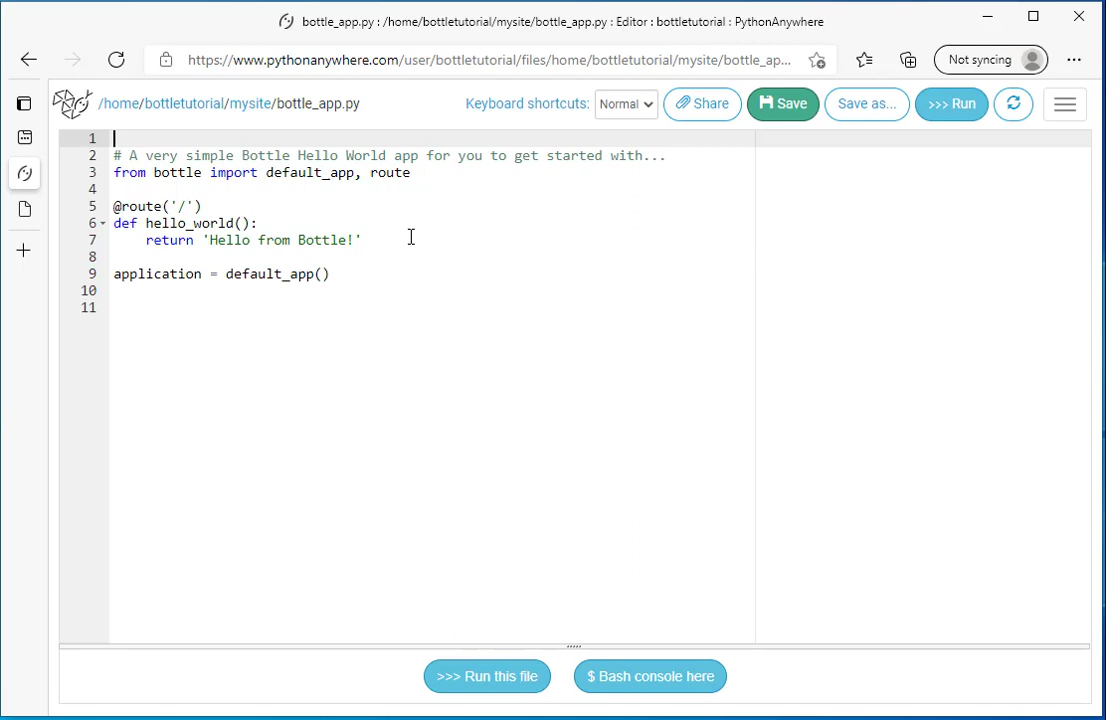 bottle_app.py : /home/bottletutorial/mysite/bottle_app.py : Editor : bottletutorial : PythonAnywhere
https://www.pythonanywhere.com/user/bottletutorial/files/home/bottletutorial/mysite/bottle_ap...
Not syncing
/home/bottletutorial/mysite/bottle_app.py
Keyboard shortcuts: Normal Share Save Save as... >>> Run
1
2 # A very simple Bottle Hello World app for you to get started with...
3 from bottle import default_app, route
4
5 @route('/')
6 def hello_world():
7     return 'Hello from Bottle!'
8
9 application = default_app()
10
11
>>> Run this file $ Bash console here